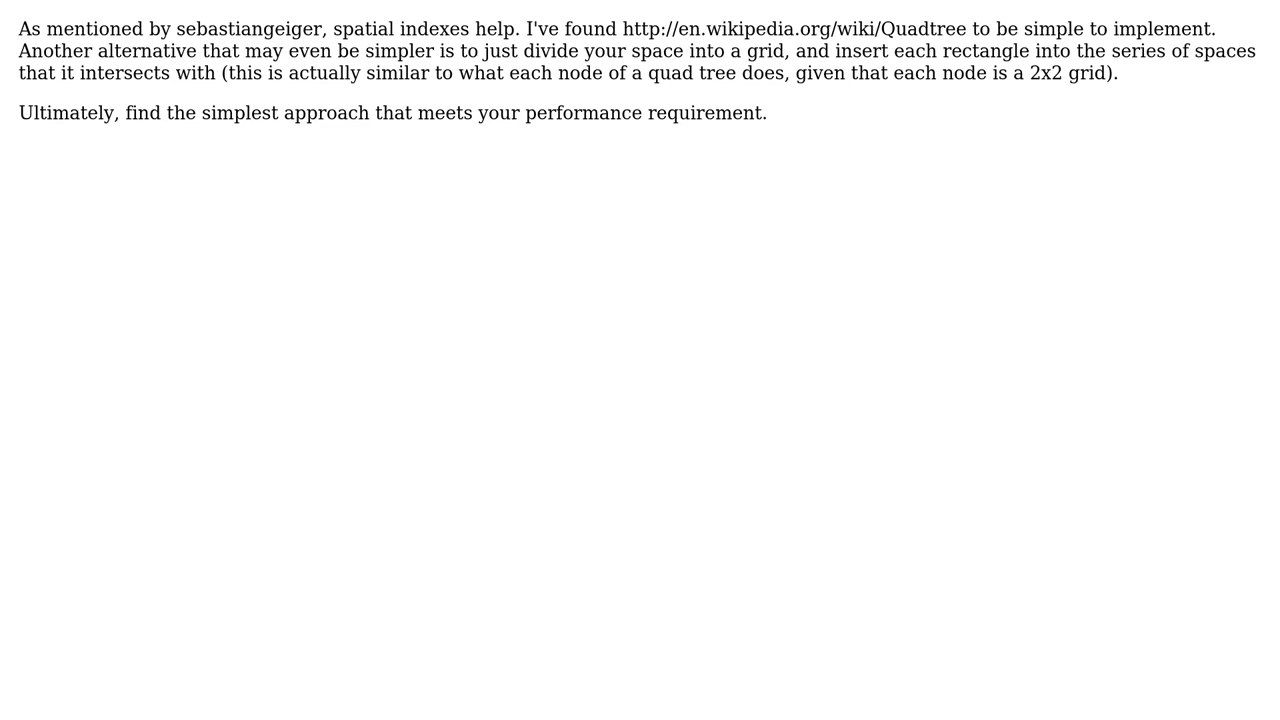 As mentioned by sebastiangeiger, spatial indexes help. I've found http://en.wikipedia.org/wiki/Quadtree to be simple to implement.
Another alternative that may even be simpler is to just divide your space into a grid, and insert each rectangle into the series of spaces
that it intersects with (this is actually similar to what each node of a quad tree does, given that each node is a 2x2 grid).
Ultimately, find the simplest approach that meets your performance requirement.